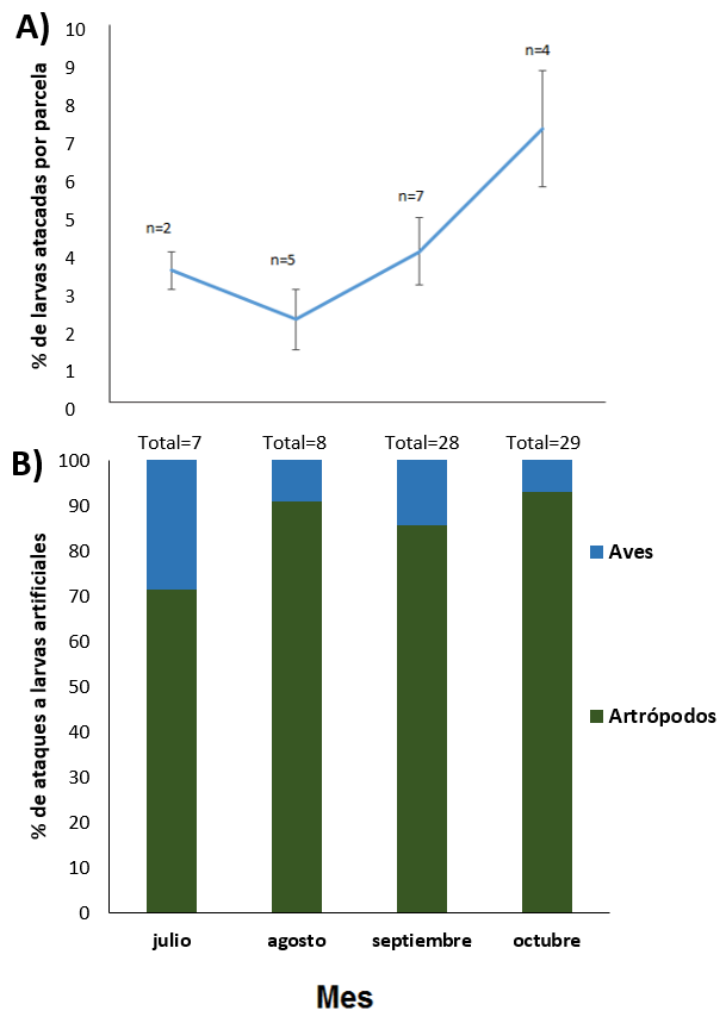 A)
% de larvas atacadas por parcela
10
9
8
7
6
5
4
3
2
1
0
n=2
n=5
n=7
n=4
B)
% de ataques a larvas artificiales
Total=7 Total=8 Total=28 Total=29
100
90
80
70
60
50
40
30
20
10
0
Aves
Artrópodos
julio agosto septiembre octubre
Mes